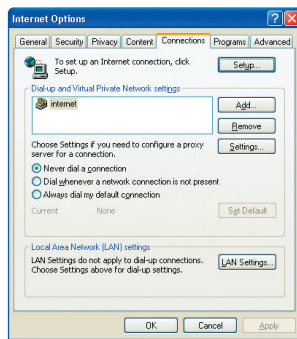 Internet Options
General Security Privacy Content Connections Programs Advanced
To set up an Internet connection, click
Setup.
Setup...
Dial-up and Virtual Private Network settings
internet
Add...
Remove
Choose Settings if you need to configure a proxy
server for a connection.
Settings...
Never dial a connection
Dial whenever a network connection is not present
Always dial my default connection
Current None
Set Default
Local Area Network (LAN) settings
LAN Settings do not apply to dial-up connections.
Choose Settings above for dial-up settings.
LAN Settings...
OK Cancel Apply